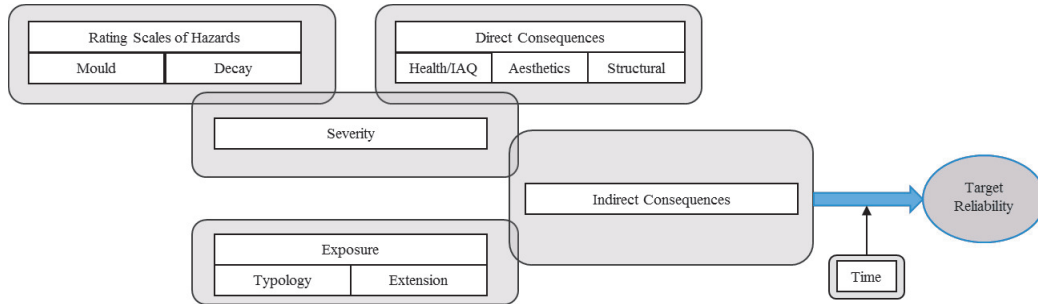 Rating Scales of Hazards
Mould
Decay
Direct Consequences
Health/IAQ
Aesthetics
Structural
Severity
Indirect Consequences
Target
Reliability
Exposure
Typology
Extension
Time